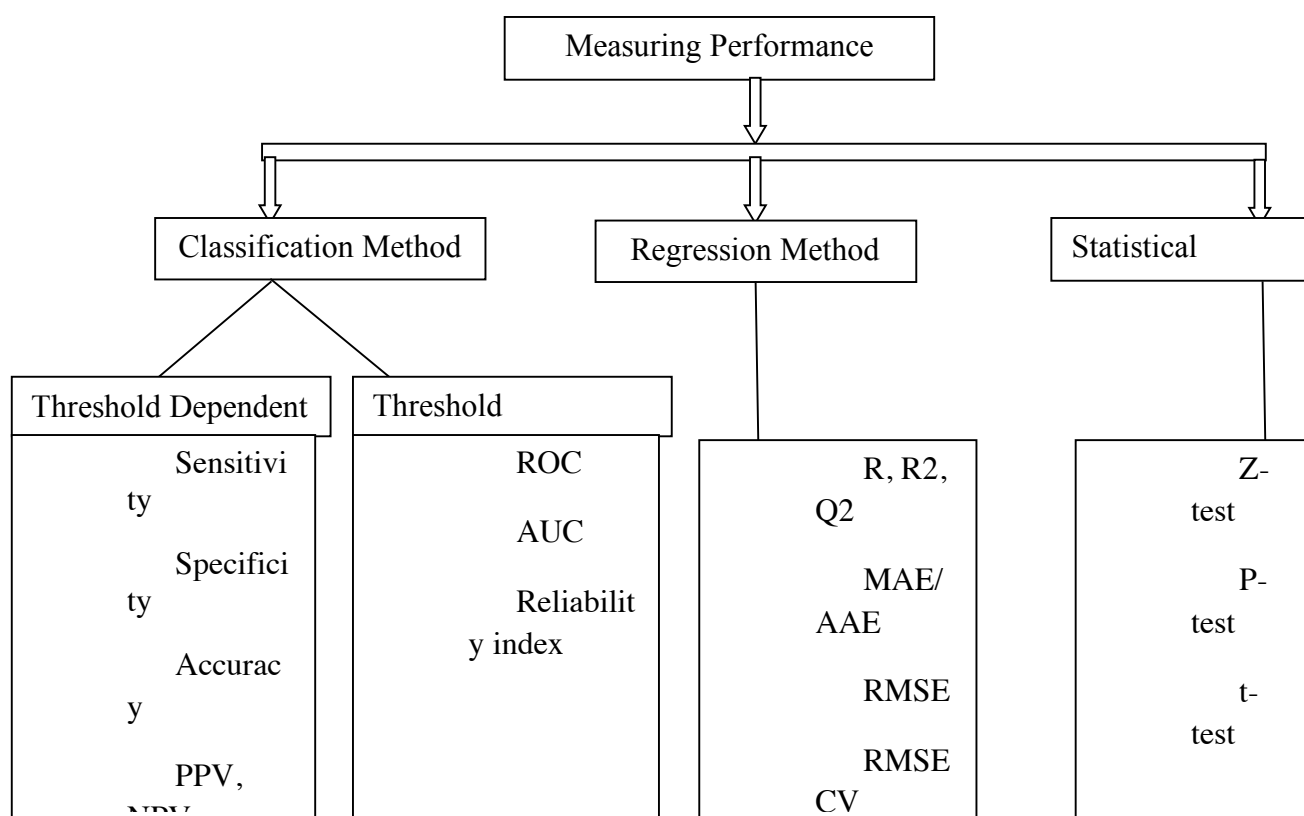 Measuring Performance
Classification Method
Regression Method
Statistical
Threshold Dependent
Sensitivi
ty
Specifici
ty
Accurac
y
PPV,
NPV
Threshold
ROC
AUC
Reliabilit
y index
R, R2,
Q2
MAE/
AAE
RMSE
RMSE
CV
Z-
test
P-
test
t-
test